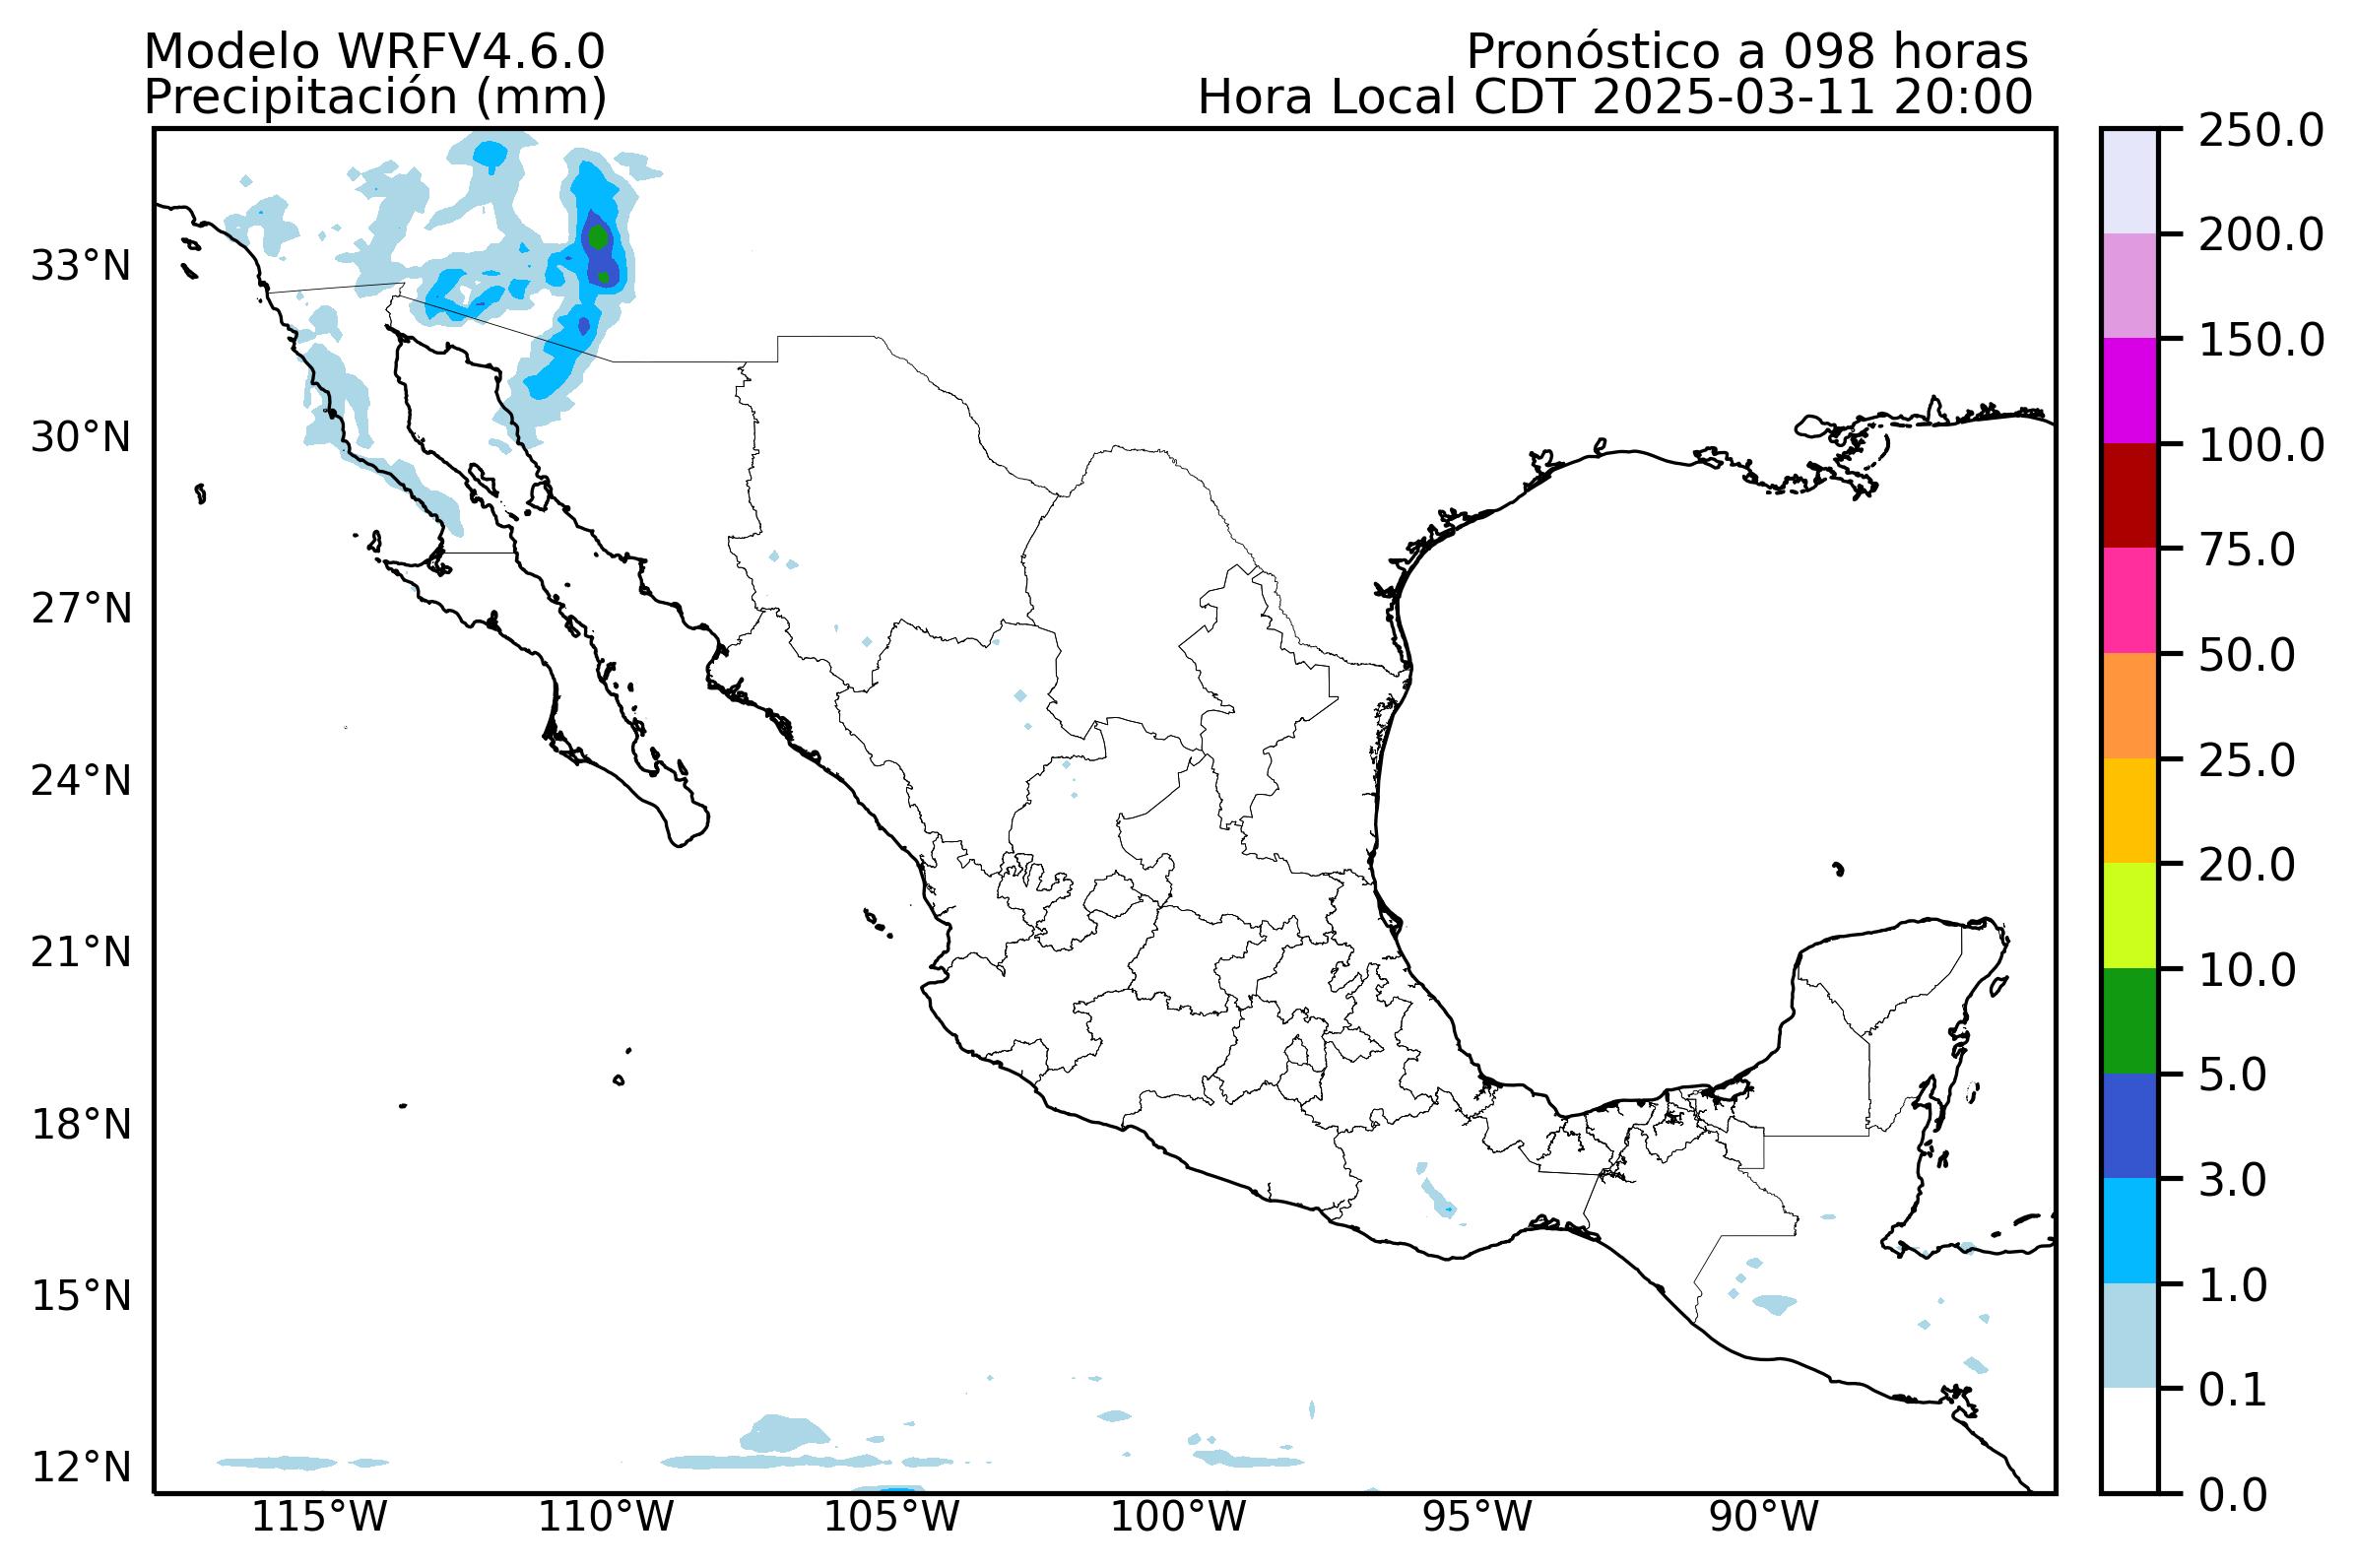 Modelo WRFV4.6.0
Pronóstico a 098 horas
Precipitación (mm)
Hora Local CDT 2025-03-11 20:00
33°N
30°N
27°N
24°N
21°N
18°N
15°N
12°N
115°W
110°W
105°W
100°W
95°W
90°W
250.0
200.0
150.0
100.0
75.0
50.0
25.0
20.0
10.0
5.0
3.0
1.0
0.1
0.0